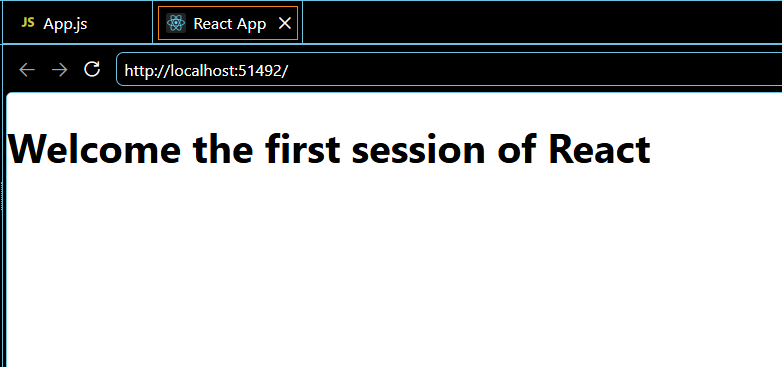 JS App.js
React App
http://localhost:51492/
Welcome the first session of React